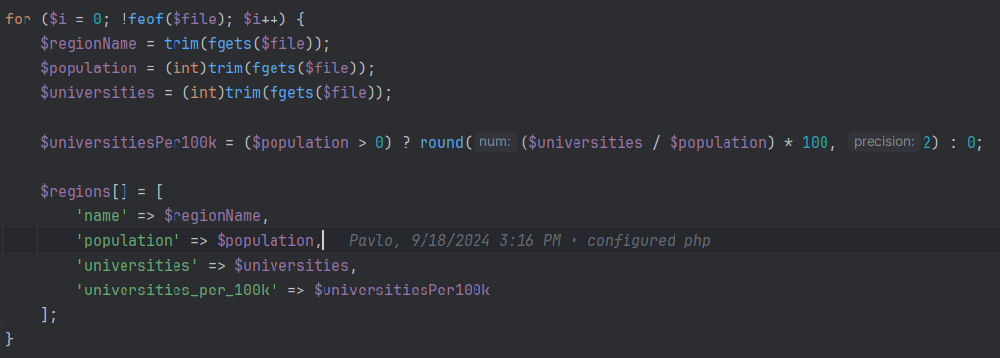 for ($i = 0; !feof($file); $i++) {
    $regionName = trim(fgets($file));
    $population = (int)trim(fgets($file));
    $universities = (int)trim(fgets($file));

    $universitiesPer100k = ($population > 0) ? round( num: ($universities / $population) * 100, precision: 2) : 0;

    $regions[] = [
        'name' => $regionName,
        'population' => $population, Pavlo, 9/18/2024 3:16 PM • configured php
        'universities' => $universities,
        'universities_per_100k' => $universitiesPer100k
    ];
}